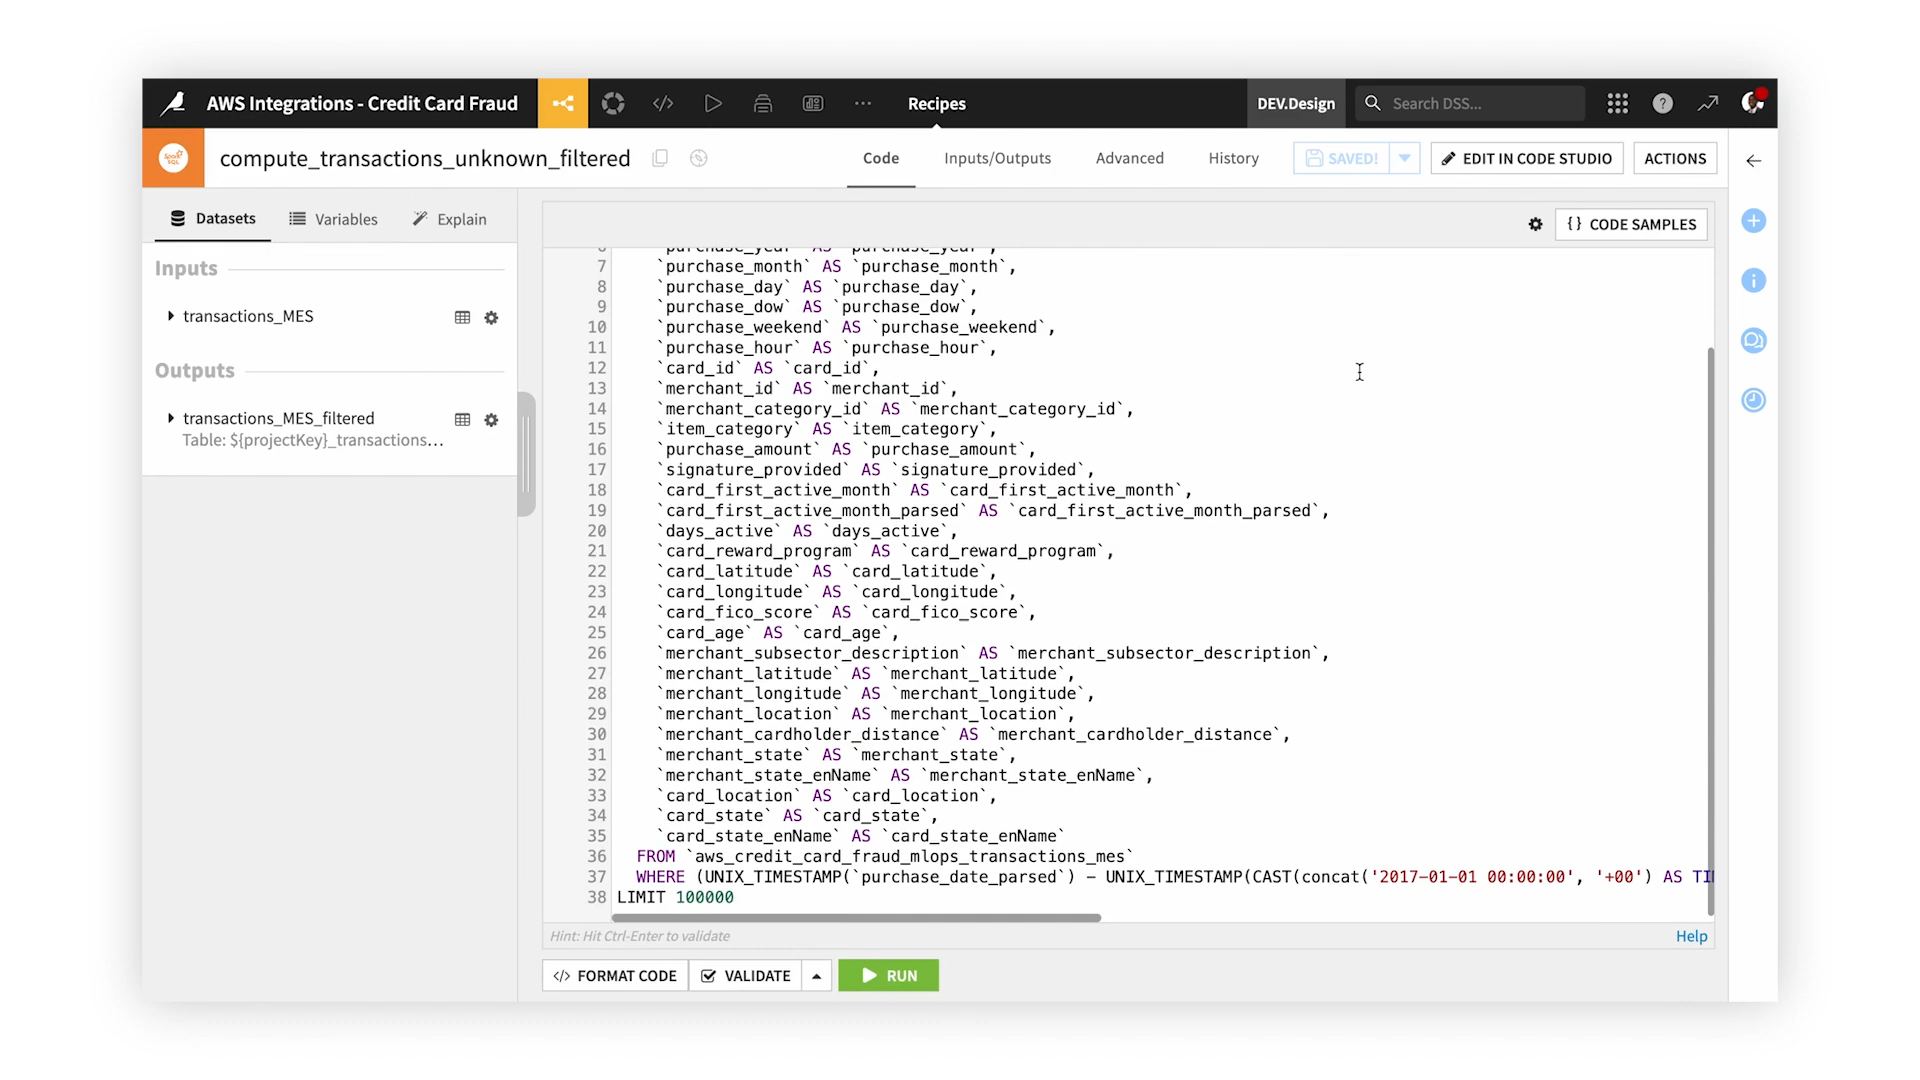 AWS Integrations - Credit Card Fraud
Recipes
DEV.Design
Search DSS...
Spark SQL
compute_transactions_unknown_filtered
Code
Inputs/Outputs
Advanced
History
SAVED!
EDIT IN CODE STUDIO
ACTIONS
Datasets
Variables
Explain
{} CODE SAMPLES
Inputs
transactions_MES
Outputs
transactions_MES_filtered
Table: ${projectKey}_transactions...
6 `purchase_year` AS `purchase_year`,
7 `purchase_month` AS `purchase_month`,
8 `purchase_day` AS `purchase_day`,
9 `purchase_dow` AS `purchase_dow`,
10 `purchase_weekend` AS `purchase_weekend`,
11 `purchase_hour` AS `purchase_hour`,
12 `card_id` AS `card_id`,
13 `merchant_id` AS `merchant_id`,
14 `merchant_category_id` AS `merchant_category_id`,
15 `item_category` AS `item_category`,
16 `purchase_amount` AS `purchase_amount`,
17 `signature_provided` AS `signature_provided`,
18 `card_first_active_month` AS `card_first_active_month`,
19 `card_first_active_month_parsed` AS `card_first_active_month_parsed`,
20 `days_active` AS `days_active`,
21 `card_reward_program` AS `card_reward_program`,
22 `card_latitude` AS `card_latitude`,
23 `card_longitude` AS `card_longitude`,
24 `card_fico_score` AS `card_fico_score`,
25 `card_age` AS `card_age`,
26 `merchant_subsector_description` AS `merchant_subsector_description`,
27 `merchant_latitude` AS `merchant_latitude`,
28 `merchant_longitude` AS `merchant_longitude`,
29 `merchant_location` AS `merchant_location`,
30 `merchant_cardholder_distance` AS `merchant_cardholder_distance`,
31 `merchant_state` AS `merchant_state`,
32 `merchant_state_enName` AS `merchant_state_enName`,
33 `card_location` AS `card_location`,
34 `card_state` AS `card_state`,
35 `card_state_enName` AS `card_state_enName`
36 FROM `aws_credit_card_fraud_mlops_transactions_mes`
37 WHERE (UNIX_TIMESTAMP(`purchase_date_parsed`) - UNIX_TIMESTAMP(CAST(concat('2017-01-01 00:00:00', '+00') AS TI
38 LIMIT 100000
Hint: Hit Ctrl-Enter to validate
Help
</> FORMAT CODE
VALIDATE
RUN